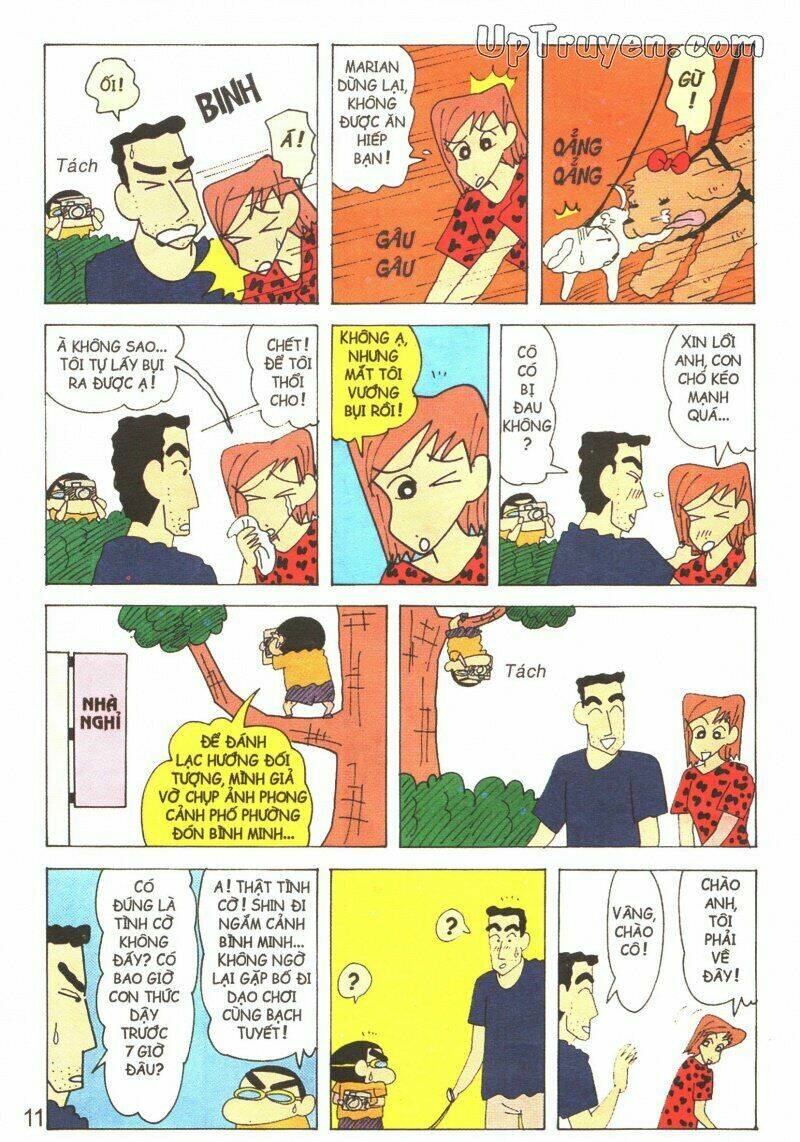 UpTruyen.com
GỪ!
QẲNG
QẲNG
MARIAN
DỪNG LẠI,
KHÔNG
ĐƯỢC ĂN
HIẾP
BẠN!
GÂU
GÂU
ỐI!
BINH
Á!
Tách
XIN LỖI
ANH, CON
CHÓ KÉO
MẠNH
QUÁ...
CÔ
CÓ
BỊ
ĐAU
KHÔNG
?
KHÔNG Ạ,
NHƯNG
MẮT TÔI
VƯƠNG
BỤI RỒI!
CHẾT!
ĐỂ TÔI
THỔI
CHO!
À KHÔNG SAO...
TÔI TỰ LẤY BỤI
RA ĐƯỢC Ạ!
Tách
ĐỂ ĐÁNH
LẠC HƯỚNG ĐỐI
TƯỢNG, MÌNH GIẢ
VỜ CHỤP ẢNH PHONG
CẢNH PHỐ PHƯỜNG
ĐÓN BÌNH MINH...
NHÀ
NGHỈ
CHÀO
ANH,
TÔI
PHẢI
VỀ
ĐÂY!
VÂNG,
CHÀO
CÔ!
?
?
A! THẬT TÌNH
CỜ! SHIN ĐI
NGẮM CẢNH
BÌNH MINH...
KHÔNG NGỜ
LẠI GẶP BỐ ĐI
DẠO CHƠI
CÙNG BẠCH
TUYẾT!
CÓ
ĐÚNG LÀ
TÌNH CỜ
KHÔNG
ĐẤY? CÓ
BAO GIỜ
CON THỨC
DẬY
TRƯỚC
7 GIỜ
ĐÂU?
11
UpTruyen.com